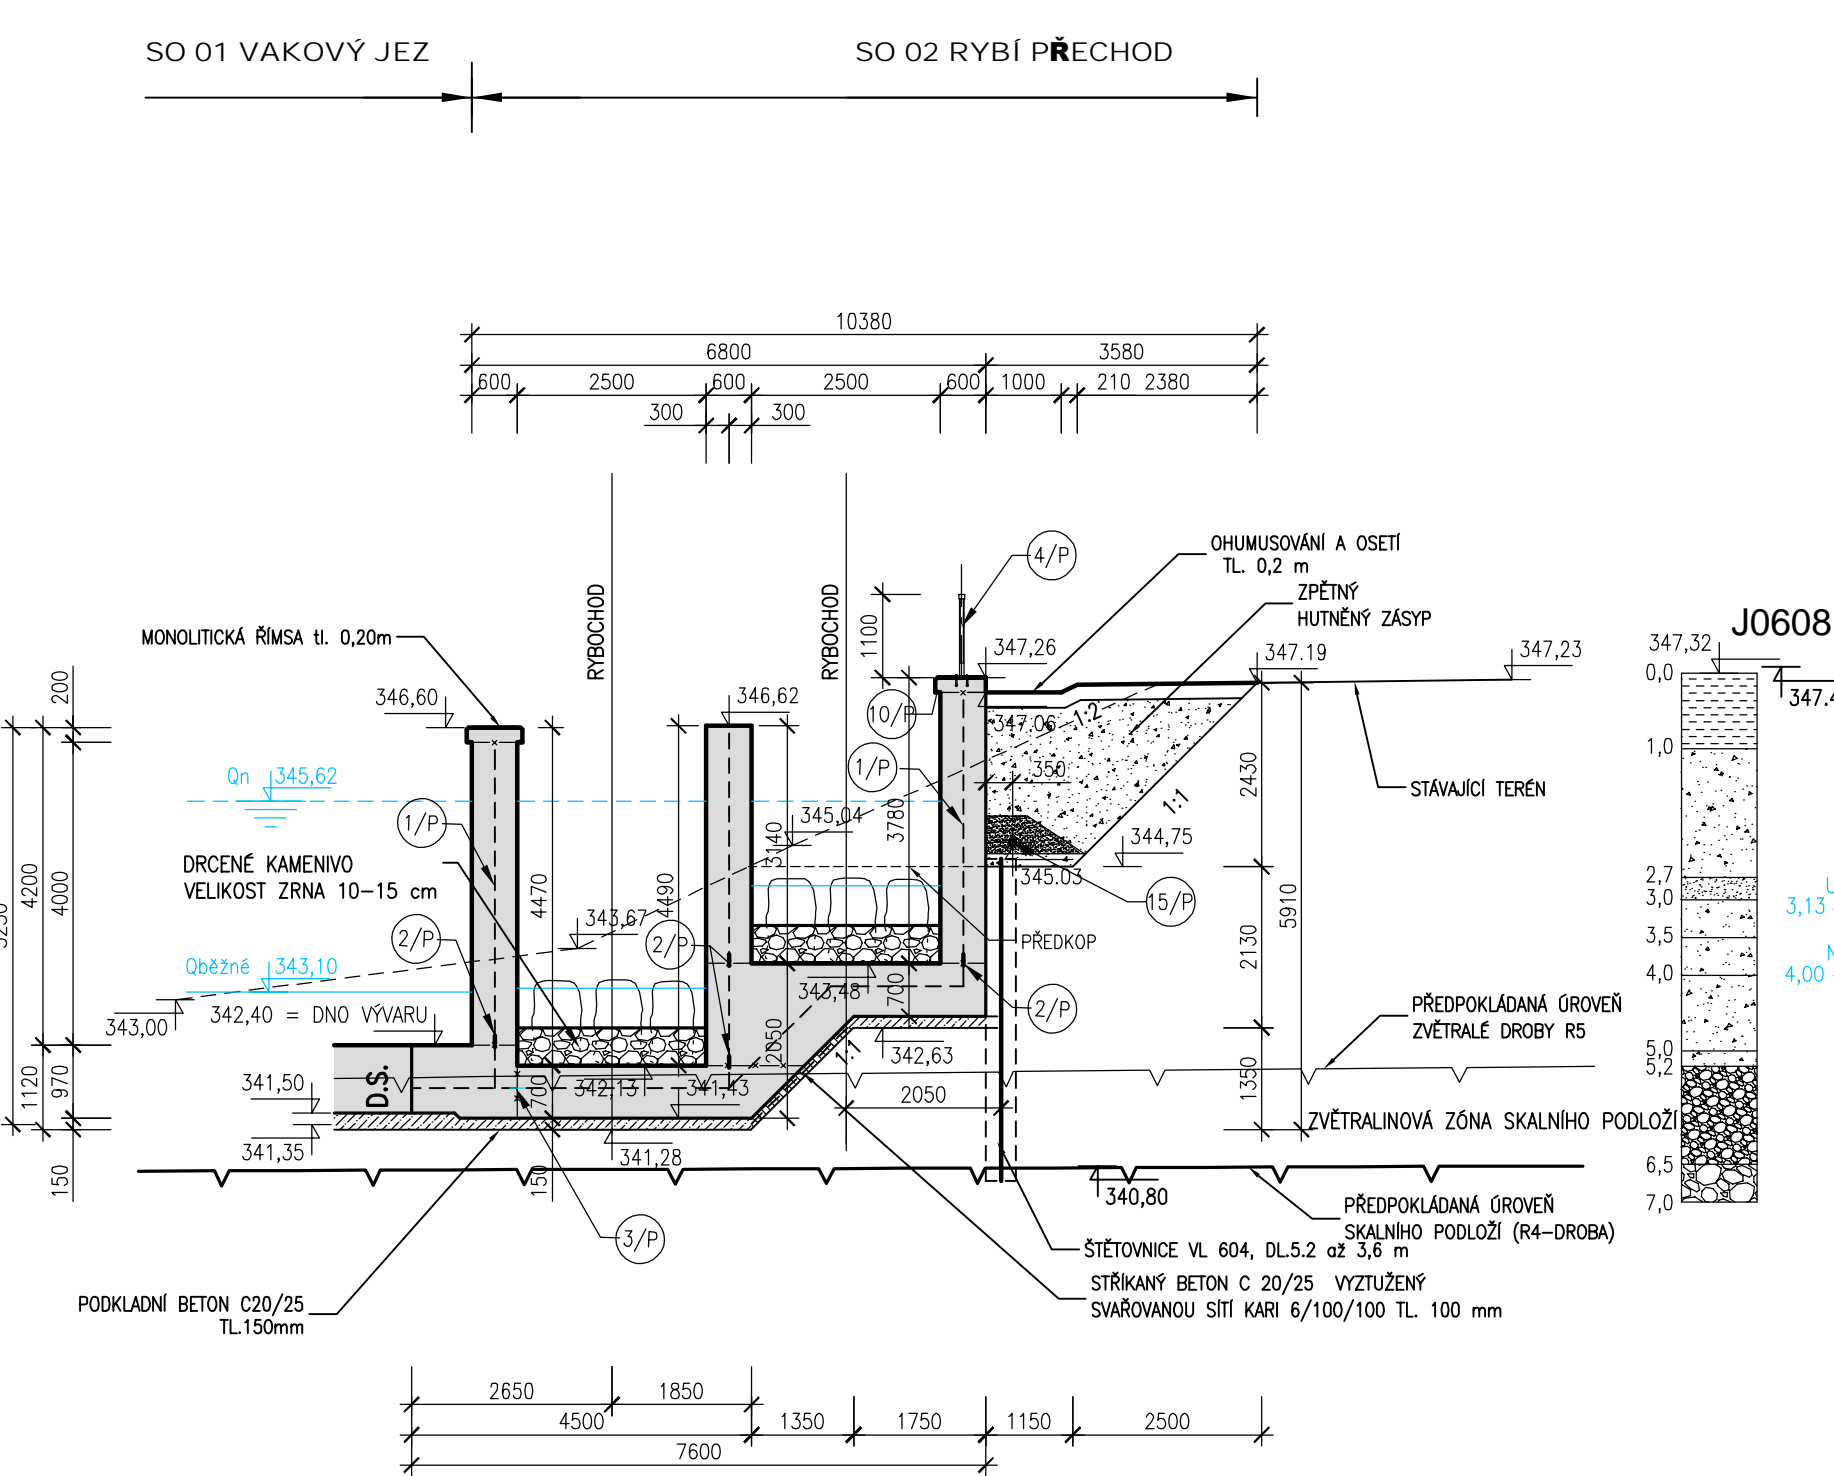 SO 01 VAKOVÝ JEZ
SO 02 RYBÍ PŘECHOD
10380
6800
3580
600
2500
600
2500
600
1000
210
2380
300
300
RYBOCHOD
RYBOCHOD
4/P
OHUMUSOVÁNÍ A OSETÍ
TL. 0,2 m
ZPĚTNÝ
HUTNĚNÝ ZÁSYP
J0608
MONOLITICKÁ ŘÍMSA tl. 0,20m
1100
347,26
347.19
347,23
347,32
0,0
347.4
200
346,60
346,62
10/P
347.06
1:2
1,0
Qn
345,62
1/P
350
2430
STÁVAJÍCÍ TERÉN
1:1
1/P
345.04
3140
3780
344,75
DRCENÉ KAMENIVO
VELIKOST ZRNA 10–15 cm
4200
4000
4470
4490
345.03
15/P
5910
2,7
3,0
3,13
3,5
4,0
4,00
343,67
2/P
2/P
PŘEDKOP
2130
Qběžné
343,10
343,48
700
2/P
342,40 = DNO VÝVARU
343,00
PŘEDPOKLÁDANÁ ÚROVEŇ
ZVĚTRALÉ DROBY R5
2050
1:1
342,63
5,0
5,2
1120
970
D.S.
341,50
342,131
700
341,43
2050
1350
ZVĚTRALINOVÁ ZÓNA SKALNÍHO PODLOŽÍ
341,35
341,28
150
150
340,80
6,5
7,0
PŘEDPOKLÁDANÁ ÚROVEŇ
SKALNÍHO PODLOŽÍ (R4–DROBA)
3/P
ŠTĚTOVNICE VL 604, DL.5.2 až 3,6 m
STŘÍKANÝ BETON C 20/25 VYZTUŽENÝ
SVAŘOVANOU SÍTÍ KARI 6/100/100 TL. 100 mm
PODKLADNÍ BETON C20/25
TL.150mm
2650
1850
4500
1350
1750
1150
2500
7600